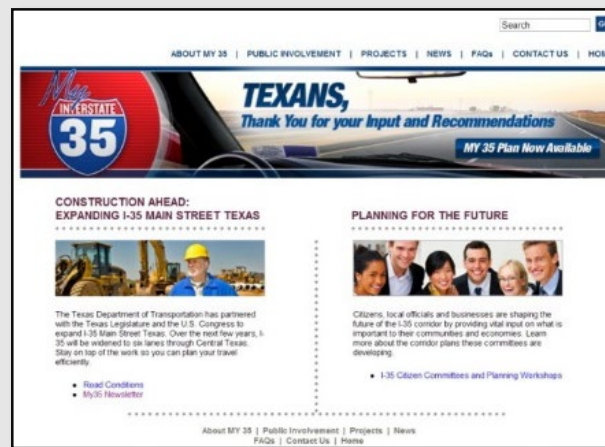 Search
ABOUT MY 35 | PUBLIC INVOLVEMENT | PROJECTS | NEWS | FAQs | CONTACT US |
My
INTERSTATE
35
TEXANS,
Thank You for your Input and Recommendations
MY 35 Plan Now Available
CONSTRUCTION AHEAD:
EXPANDING I-35 MAIN STREET TEXAS
The Texas Department of Transportation has partnered
with the Texas Legislature and the U.S. Congress to
expand I-35 Main Street Texas. Over the next few years, I-
35 will be widened to six lanes through Central Texas.
Stay on top of the work so you can plan your travel
efficiently.
• Road Conditions
• My35 Newsletter
PLANNING FOR THE FUTURE
Citizens, local officials and businesses are shaping the
future of the I-35 corridor by providing vital input on what is
important to their communities and economies. Learn
more about the corridor plans these committees are
developing.
• I-35 Citizen Committees and Planning Workshops
About MY 35 | Public Involvement | Projects | News
FAQs | Contact Us | Home